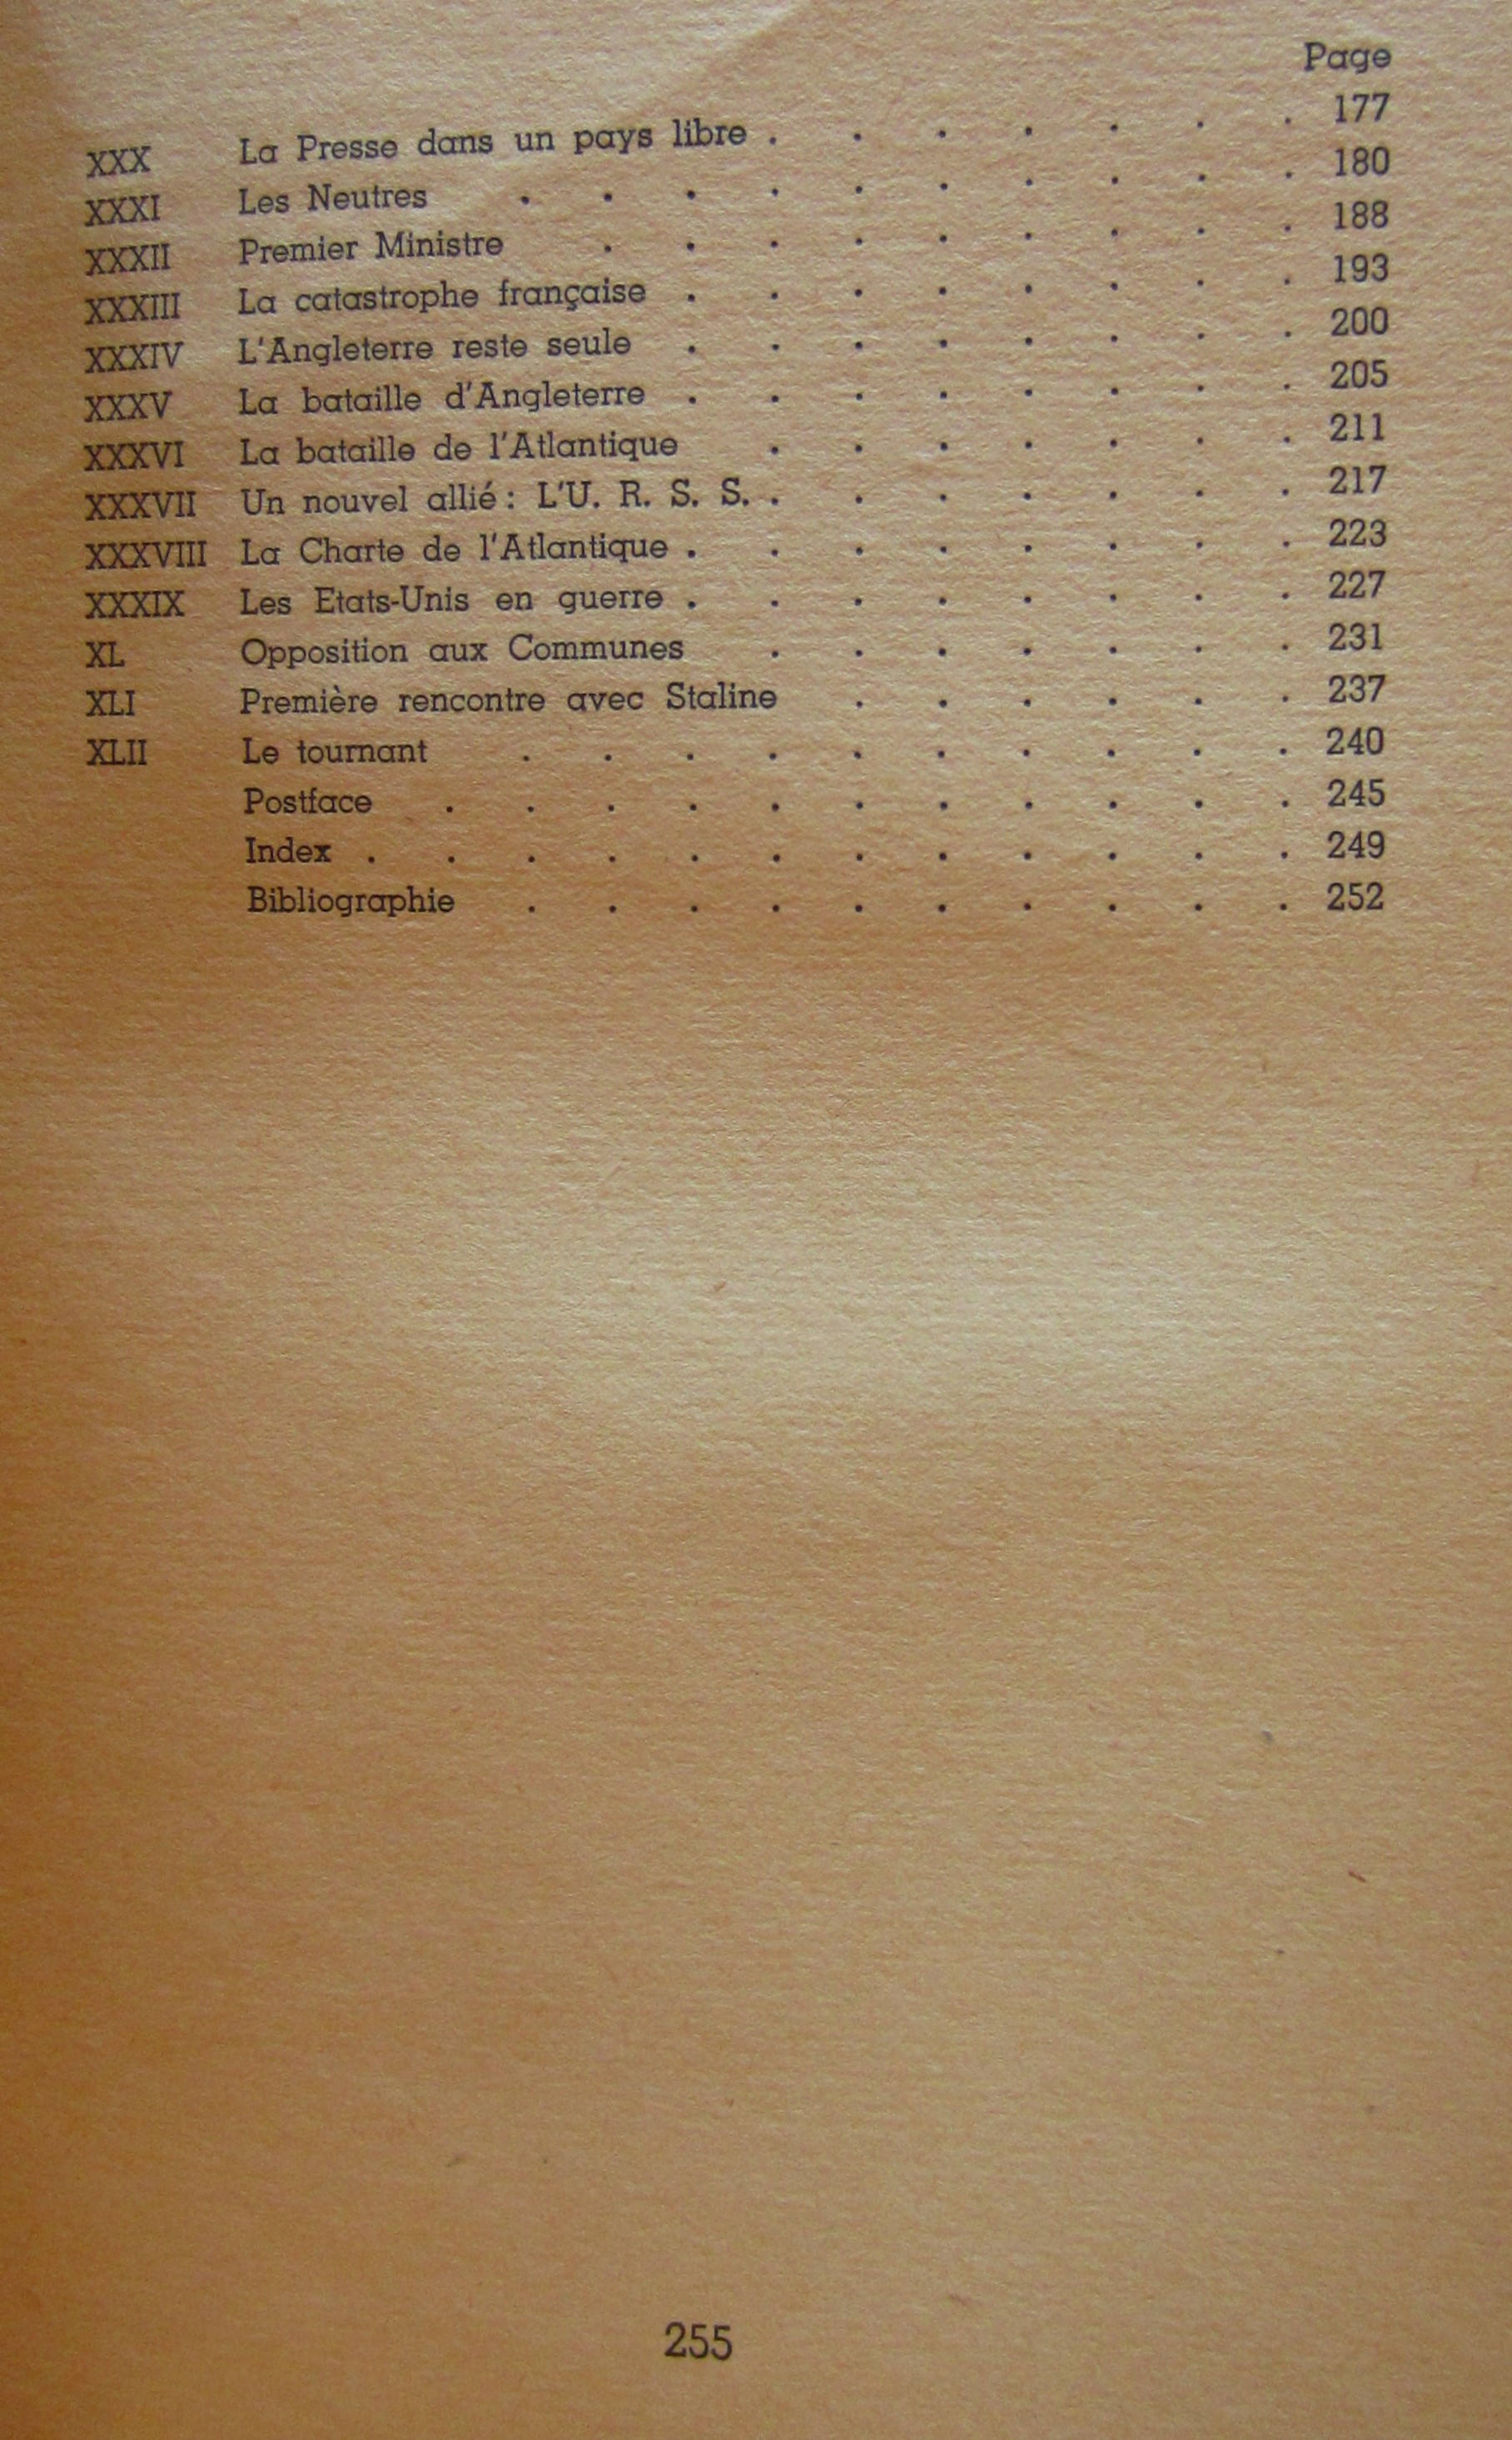 Page
XXX La Presse dans un pays libre . . . . . . . 177
XXXI Les Neutres . . . . . . . . . . 180
XXXII Premier Ministre . . . . . . . . . 188
XXXIII La catastrophe française . . . . . . . . 193
XXXIV L'Angleterre reste seule . . . . . . . . 200
XXXV La bataille d'Angleterre . . . . . . . . 205
XXXVI La bataille de l'Atlantique . . . . . . . 211
XXXVII Un nouvel allié : L'U. R. S. S. . . . . . . . 217
XXXVIII La Charte de l'Atlantique . . . . . . . . 223
XXXIX Les Etats-Unis en guerre . . . . . . . . 227
XL Opposition aux Communes . . . . . . . 231
XLI Première rencontre avec Staline . . . . . . 237
XLII Le tournant . . . . . . . . . . 240
Postface . . . . . . . . . . . 245
Index . . . . . . . . . . . . 249
Bibliographie . . . . . . . . . . 252
255